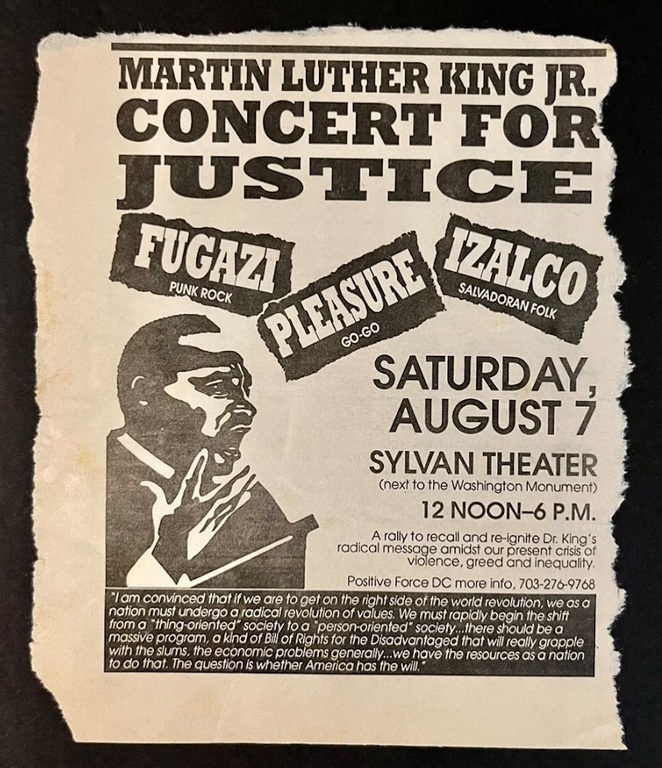 MARTIN LUTHER KING JR.
CONCERT FOR
JUSTICE
FUGAZI
PUNK ROCK
PLEASURE
GO-GO
IZALCO
SALVADORAN FOLK
SATURDAY,
AUGUST 7
SYLVAN THEATER
(next to the Washington Monument)
12 NOON–6 P.M.
A rally to recall and re-ignite Dr. King's
radical message amidst our present crisis of
violence, greed and inequality.
Positive Force DC more info, 703-276-9768
"I am convinced that if we are to get on the right side of the world revolution, we as a
nation must undergo a radical revolution of values. We must rapidly begin the shift
from a "thing-oriented" society to a "person-oriented" society...there should be a
massive program, a kind of Bill of Rights for the Disadvantaged that will really grapple
with the slums, the economic problems generally...we have the resources as a nation
to do that. The question is whether America has the will."